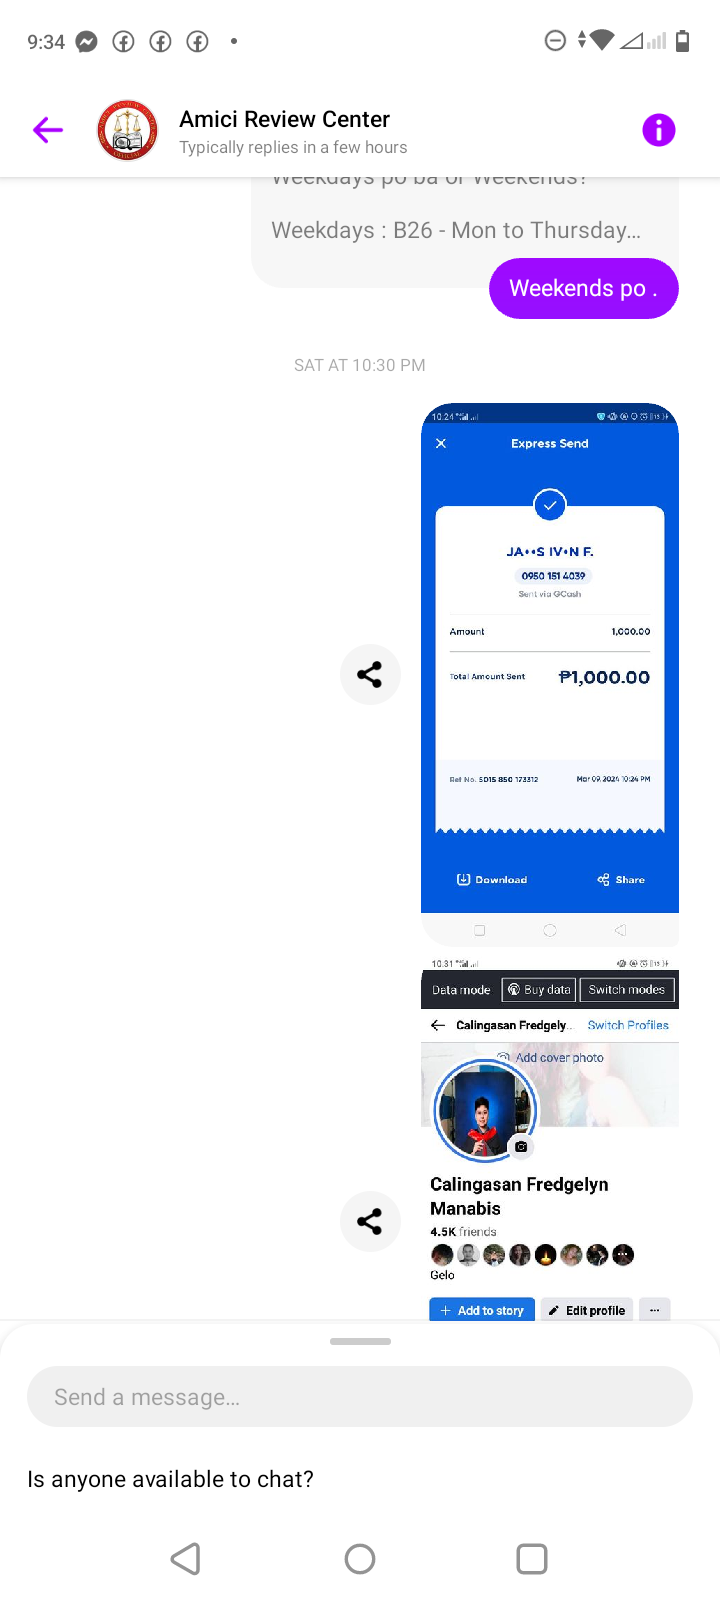 9:34
Amici Review Center
Typically replies in a few hours
Weekdays po ba or Weekends?
Weekdays : B26 - Mon to Thursday...
Weekends po .
SAT AT 10:30 PM
10:24
Express Send
JA••S IV•N F.
0950 151 4039
Sent via GCash
Amount 1,000.00
Total Amount Sent ₱1,000.00
Ref No. 5015 850 173312 Mar 09, 2024 10:24 PM
Download Share
10:31
Data mode Buy data Switch modes
Calingasan Fredgely.. Switch Profiles
Add cover photo
Calingasan Fredgelyn
Manabis
4.5K friends
Gelo
+ Add to story Edit profile ...
Send a message...
Is anyone available to chat?